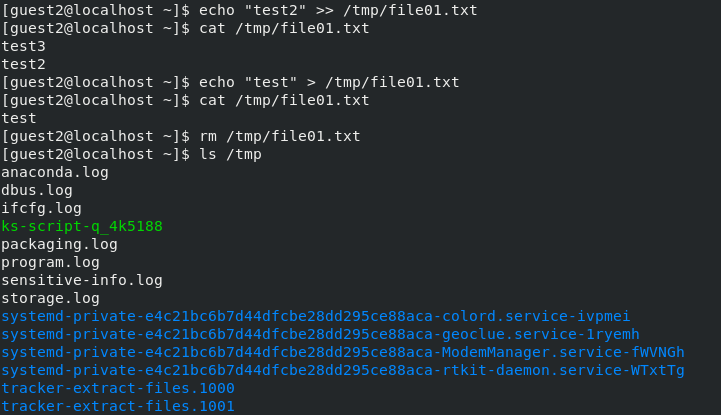 [guest2@localhost ~]$ echo "test2" >> /tmp/file01.txt
[guest2@localhost ~]$ cat /tmp/file01.txt
test3
test2
[guest2@localhost ~]$ echo "test" > /tmp/file01.txt
[guest2@localhost ~]$ cat /tmp/file01.txt
test
[guest2@localhost ~]$ rm /tmp/file01.txt
[guest2@localhost ~]$ ls /tmp
anaconda.log
dbus.log
ifcfg.log
ks-script-q_4k5188
packaging.log
program.log
sensitive-info.log
storage.log
systemd-private-e4c21bc6b7d44dfcbe28dd295ce88aca-colord.service-ivpmei
systemd-private-e4c21bc6b7d44dfcbe28dd295ce88aca-geoclue.service-1ryemh
systemd-private-e4c21bc6b7d44dfcbe28dd295ce88aca-ModemManager.service-fWVNGh
systemd-private-e4c21bc6b7d44dfcbe28dd295ce88aca-rtkit-daemon.service-WTxtTg
tracker-extract-files.1000
tracker-extract-files.1001